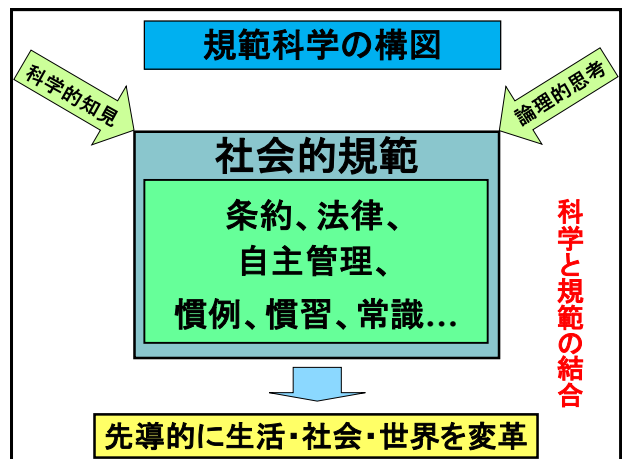 規範科学の構図
科学的知見
論理的思考
社会的規範
条約、法律、
自主管理、
慣例、慣習、常識…
科学と規範の結合
先導的に生活・社会・世界を変革